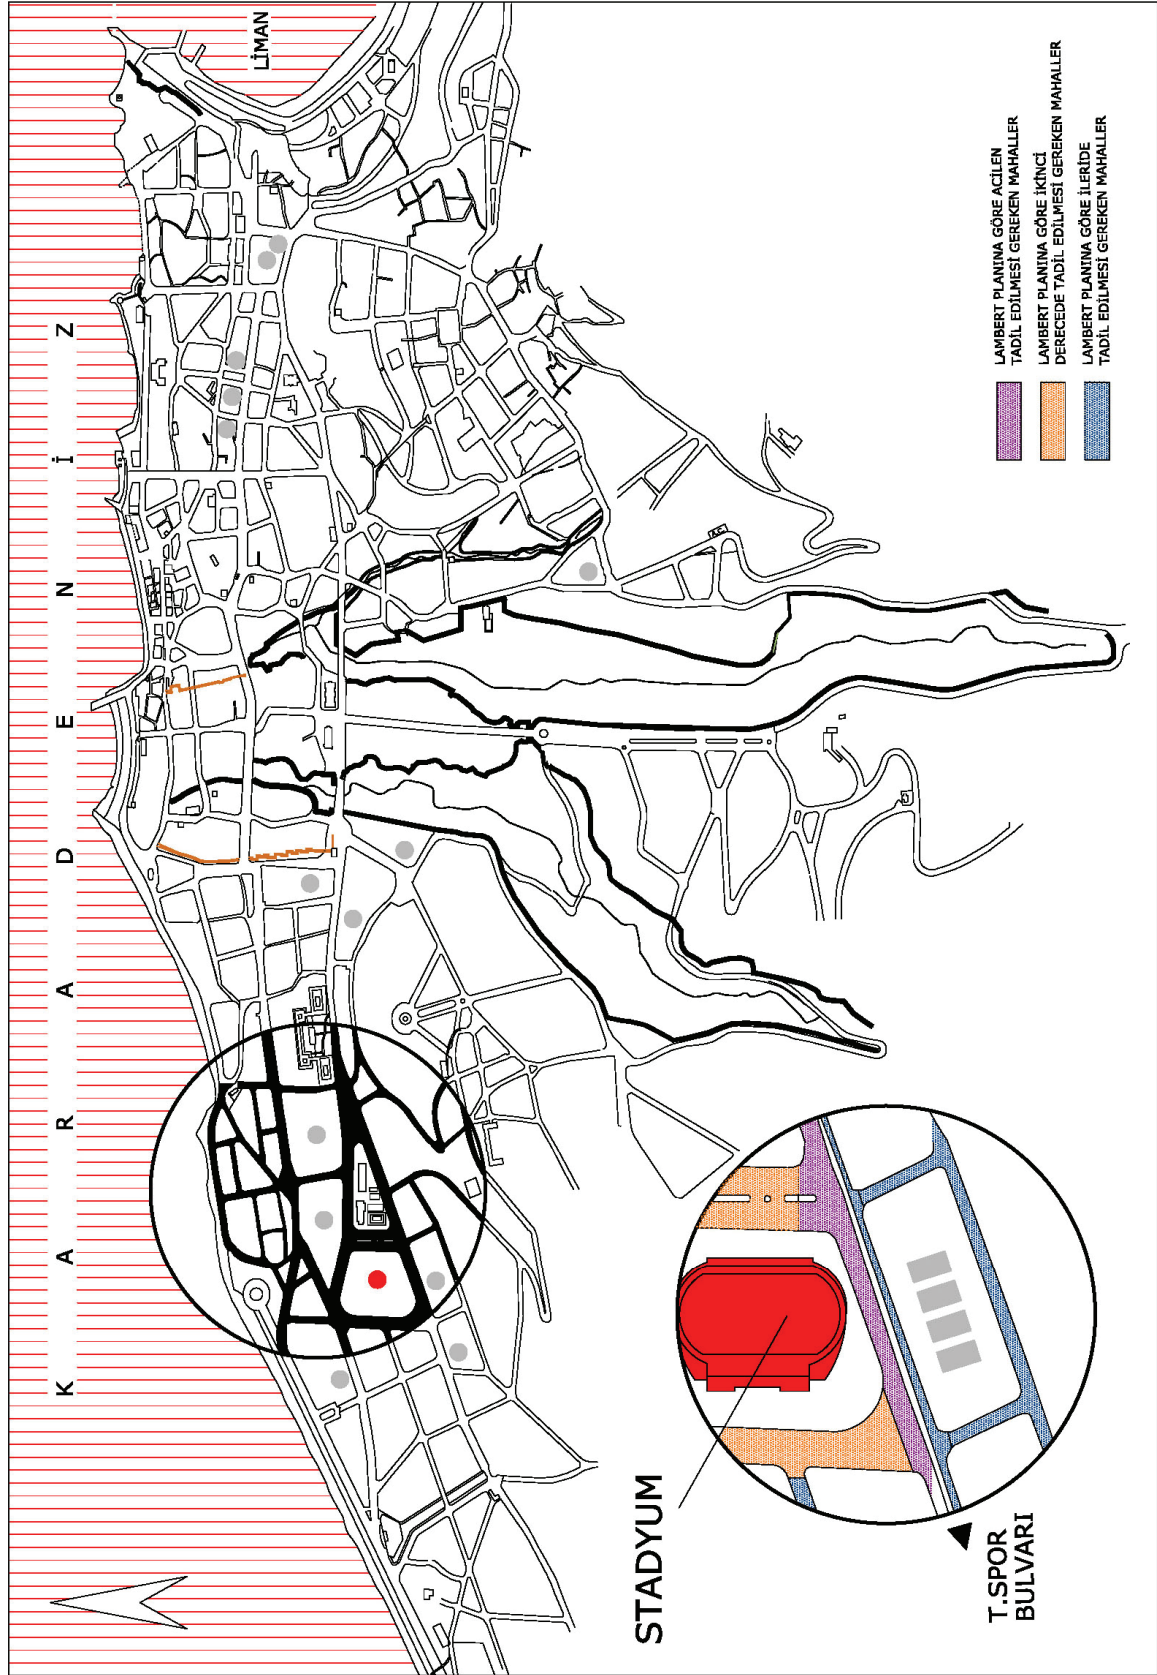 KARADENİZ
LİMAN
LAMBERT PLANINA GÖRE ACİLEN
TADİL EDİLMESİ GEREKEN MAHALLER
LAMBERT PLANINA GÖRE İKİNCİ
DERECEDE TADİL EDİLMESİ GEREKEN MAHALLER
LAMBERT PLANINA GÖRE İLERİDE
TADİL EDİLMESİ GEREKEN MAHALLER
STADYUM
T.SPOR
BULVARI